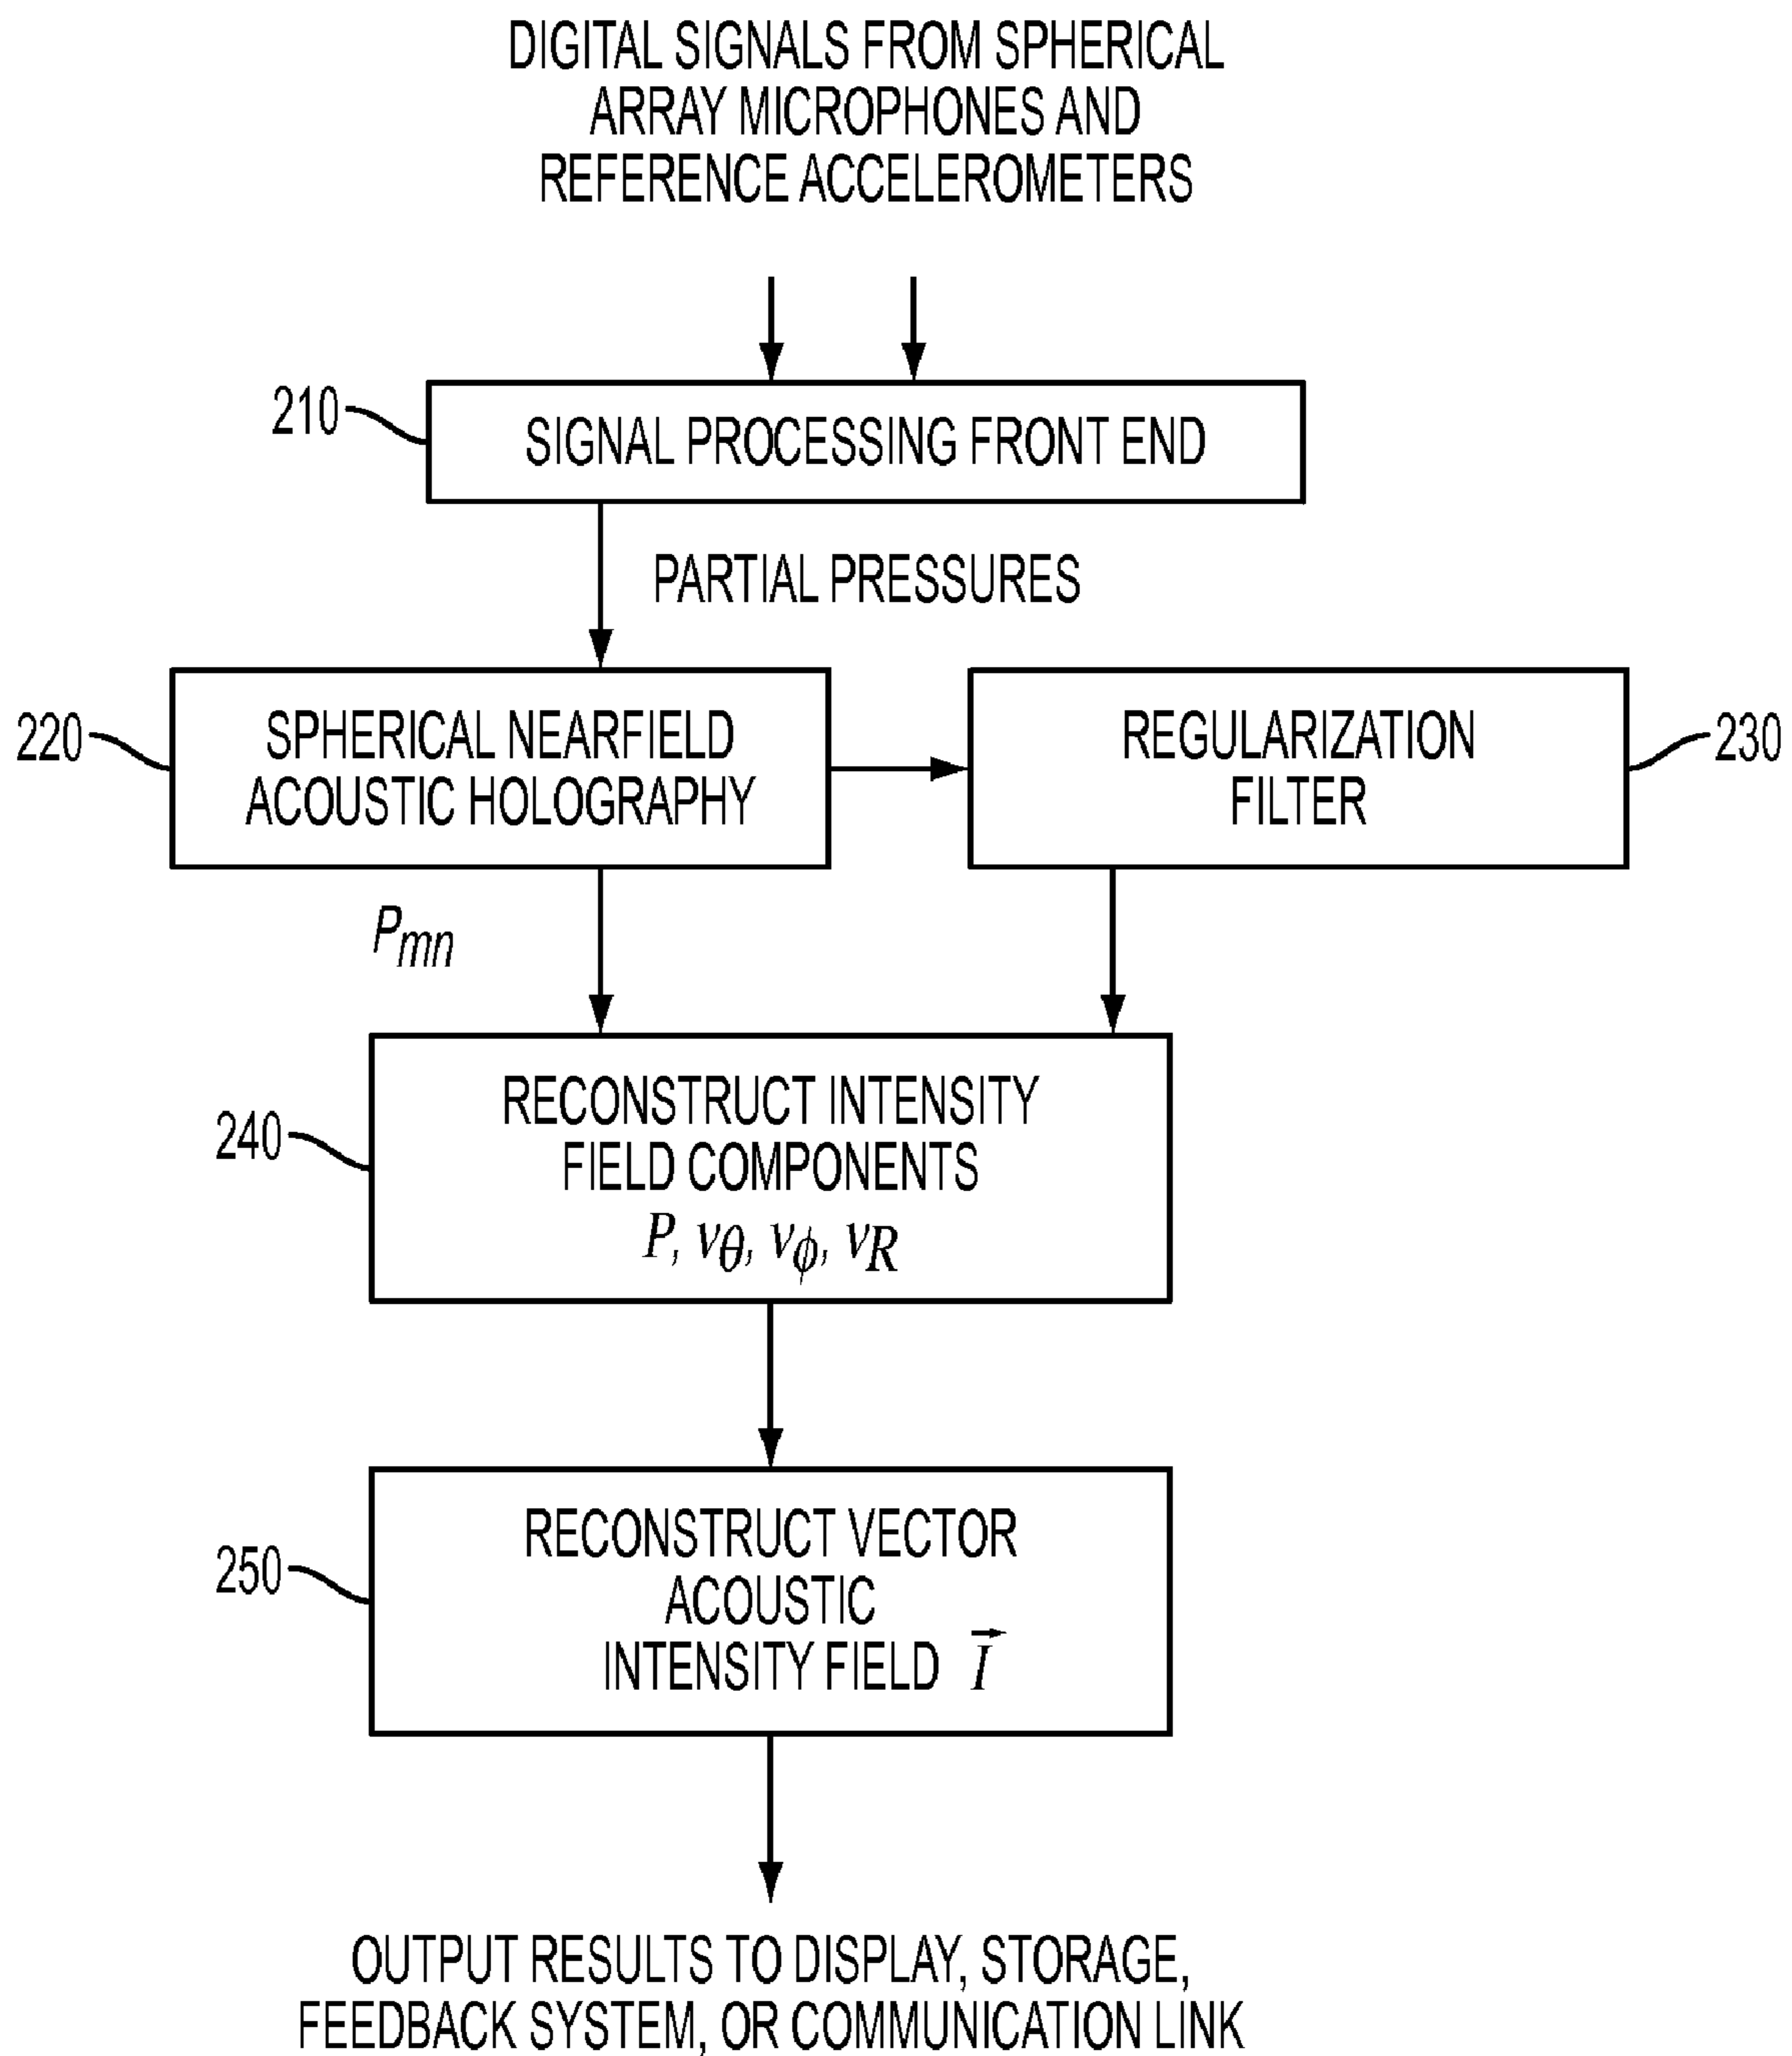 DIGITAL SIGNALS FROM SPHERICAL
ARRAY MICROPHONES AND
REFERENCE ACCELEROMETERS
210
SIGNAL PROCESSING FRONT END
PARTIAL PRESSURES
220
SPHERICAL NEARFIELD
ACOUSTIC HOLOGRAPHY
REGULARIZATION
FILTER
230
Pmn
240
RECONSTRUCT INTENSITY
FIELD COMPONENTS
P, vθ, vϕ, vR
250
RECONSTRUCT VECTOR
ACOUSTIC
INTENSITY FIELD I⃗
OUTPUT RESULTS TO DISPLAY, STORAGE,
FEEDBACK SYSTEM, OR COMMUNICATION LINK